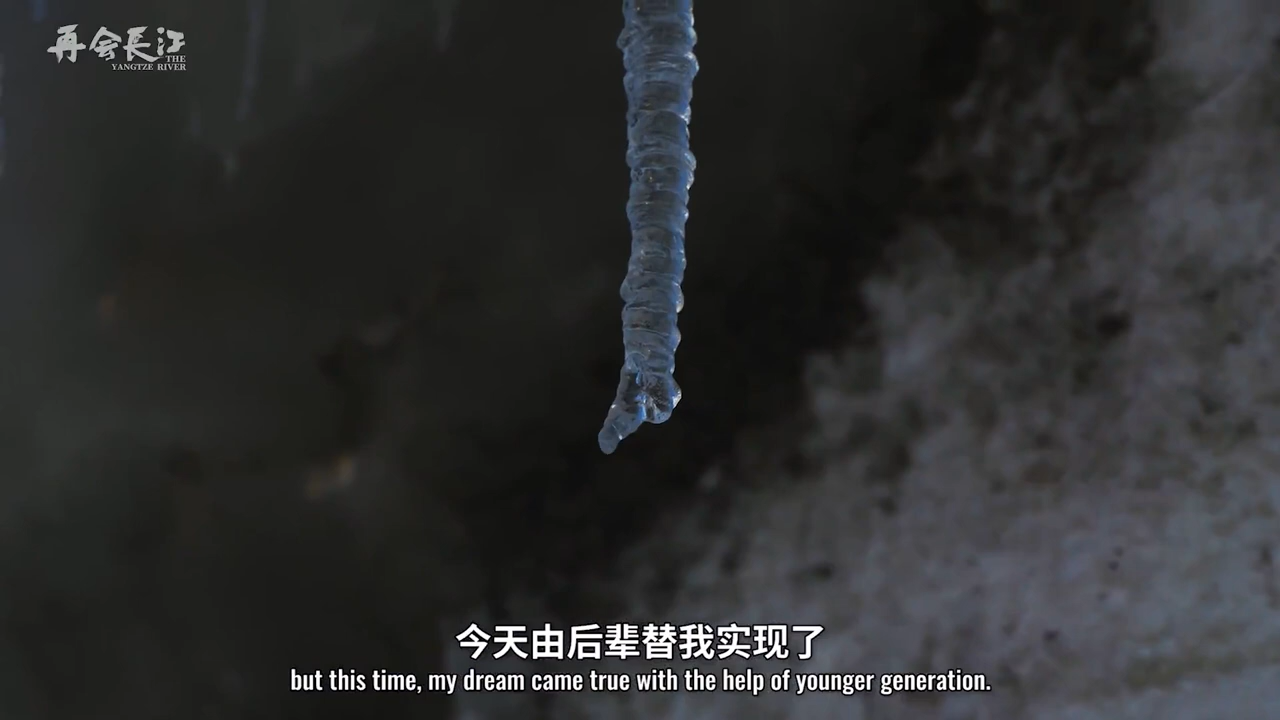 再会長江
THE
YANGTZE RIVER
今天由后辈替我实现了
but this time, my dream came true with the help of younger generation.